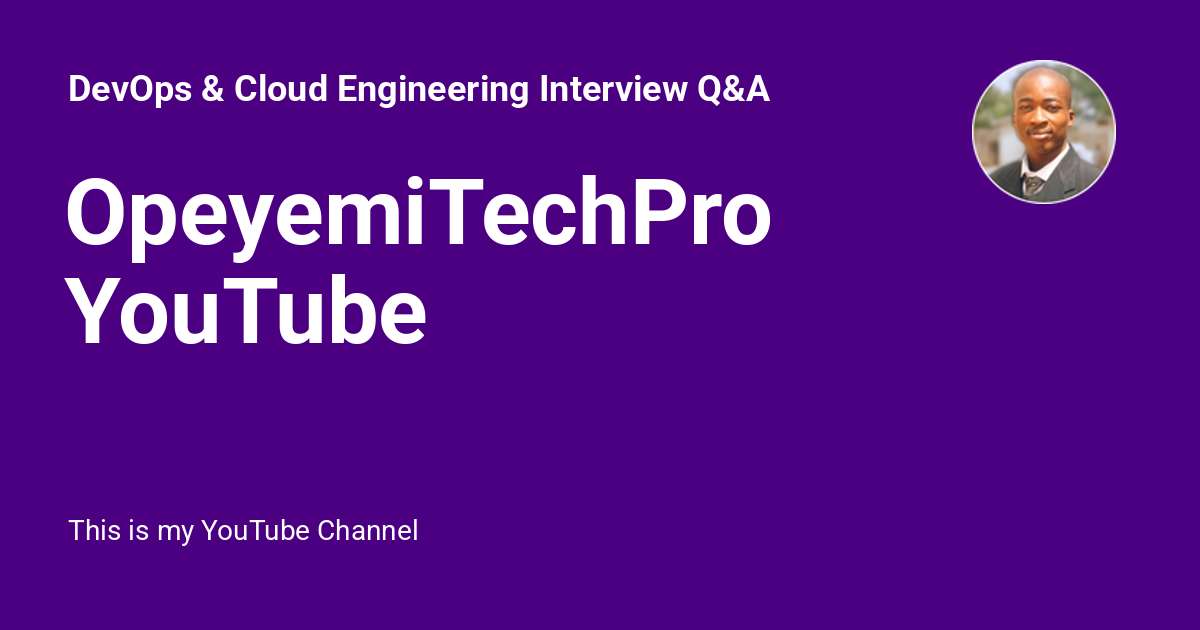 DevOps & Cloud Engineering Interview Q&A
OpeyemiTechPro
YouTube
This is my YouTube Channel